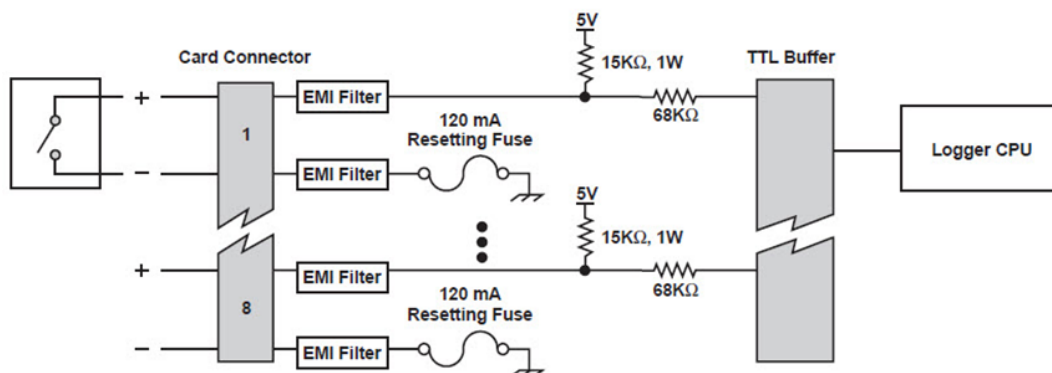 Card Connector
5V
15KΩ, 1W
TTL Buffer
+
EMI Filter
68KΩ
1
120 mA
Resetting Fuse
Logger CPU
−
EMI Filter
5V
15KΩ, 1W
+
EMI Filter
68KΩ
8
120 mA
Resetting Fuse
−
EMI Filter